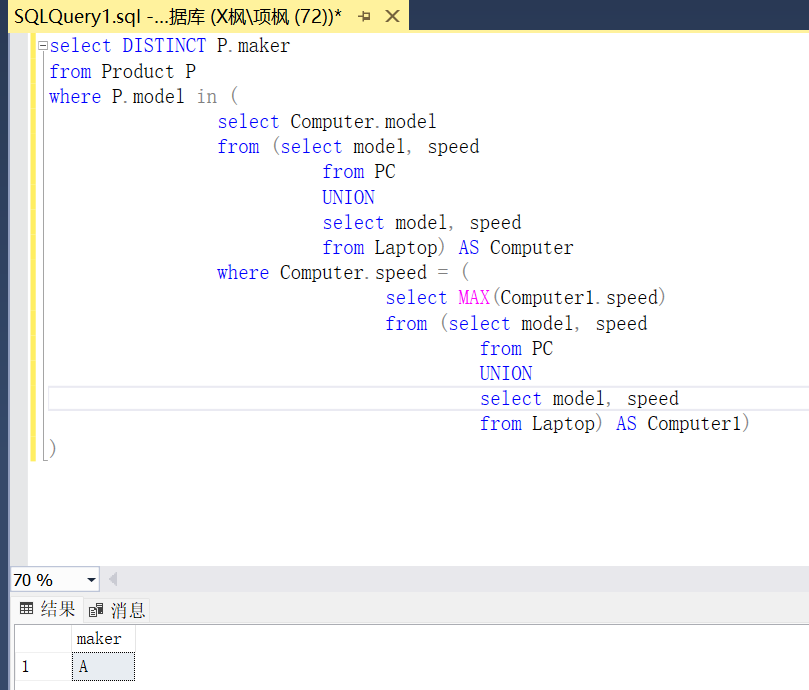 SQLQuery1.sql -...据库 (X枫\项枫 (72))*
select DISTINCT P.maker
from Product P
where P.model in (
select Computer.model
from (select model, speed
from PC
UNION
select model, speed
from Laptop) AS Computer
where Computer.speed = (
select MAX(Computer1.speed)
from (select model, speed
from PC
UNION
select model, speed
from Laptop) AS Computer1)
)
70 %
结果 消息
maker
1 A